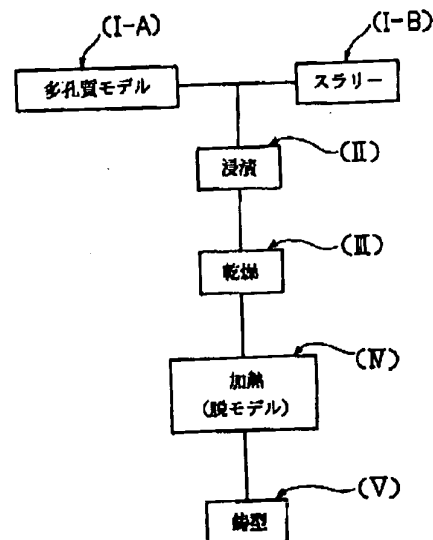 (I-A)
(I-B)
多孔質モデル
スラリー
(II)
浸漬
(III)
乾燥
(IV)
加熱
(脱モデル)
(V)
鋳型